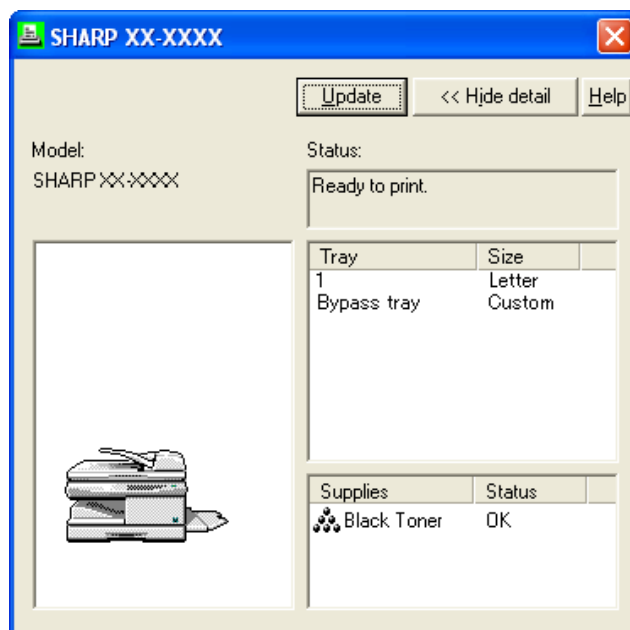 SHARP XX-XXXX
Update << Hide detail Help
Model: Status:
SHARP XX-XXXX
Ready to print.
Tray Size
1 Letter
Bypass tray Custom
Supplies Status
Black Toner OK